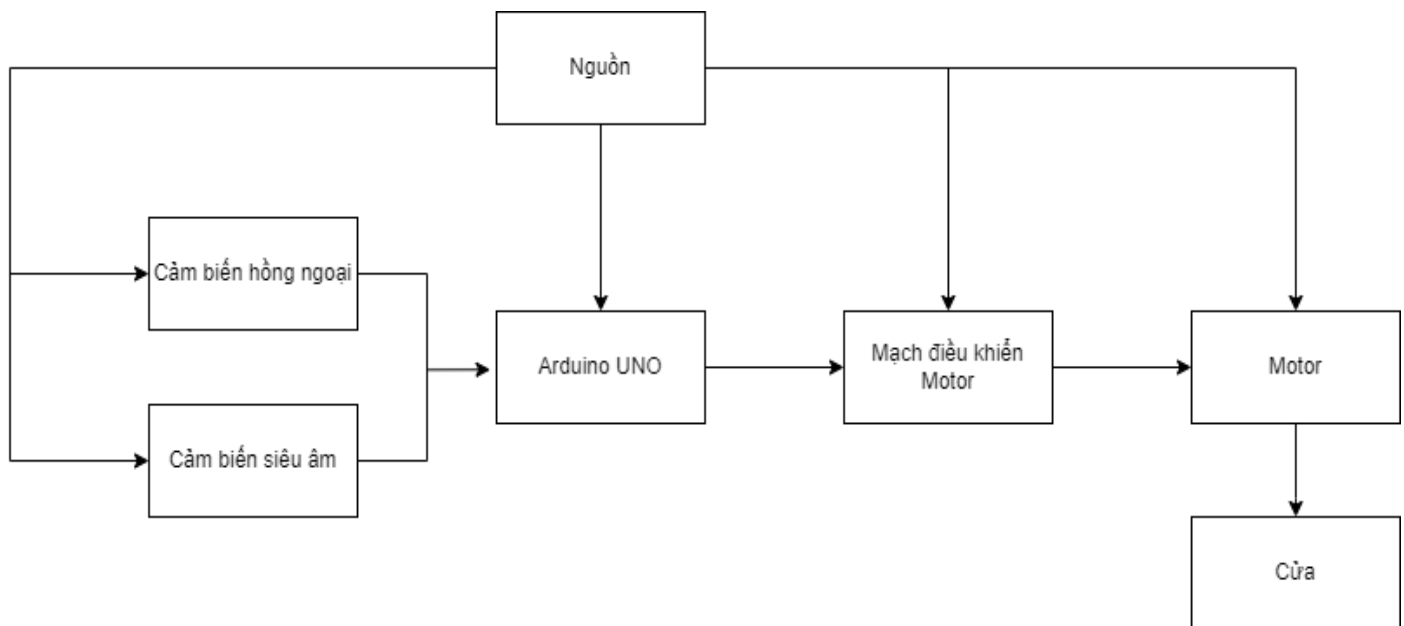 Nguồn
Cảm biến hồng ngoại
Arduino UNO
Mạch điều khiển
Motor
Motor
Cảm biến siêu âm
Cửa